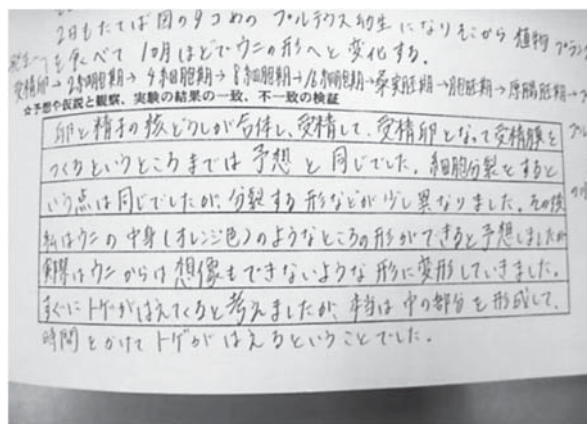 2日もたてば図の9つめのプルテウス幼生になりそこから植物プラン
を食べて10月ほどでウニの形へと変化する.
受精卵→2細胞胞期→4細胞胞期→8細胞胞期→16細胞胞期→桑実胚期→胞胚期→原腸胚期→
☆予想や仮説と観察、実験の結果の一致、不一致の検証
卵と精子の核どうしが合体し、受精して、受精卵となって受精膜を
つくるというところまでは予想と同じでした。細胞分裂をすると
いう点は同じでしたが、分裂する形などが少し異なりました。その後
私はウニの中身(オレンジ色)のようなところの形ができると予想しましたが
実際はウニからは想像もできないような形に変形していきました。
すぐにトゲがはえてくると考えましたが、本当は中の部分を形成して、
時間をかけてトゲがはえるということでした。